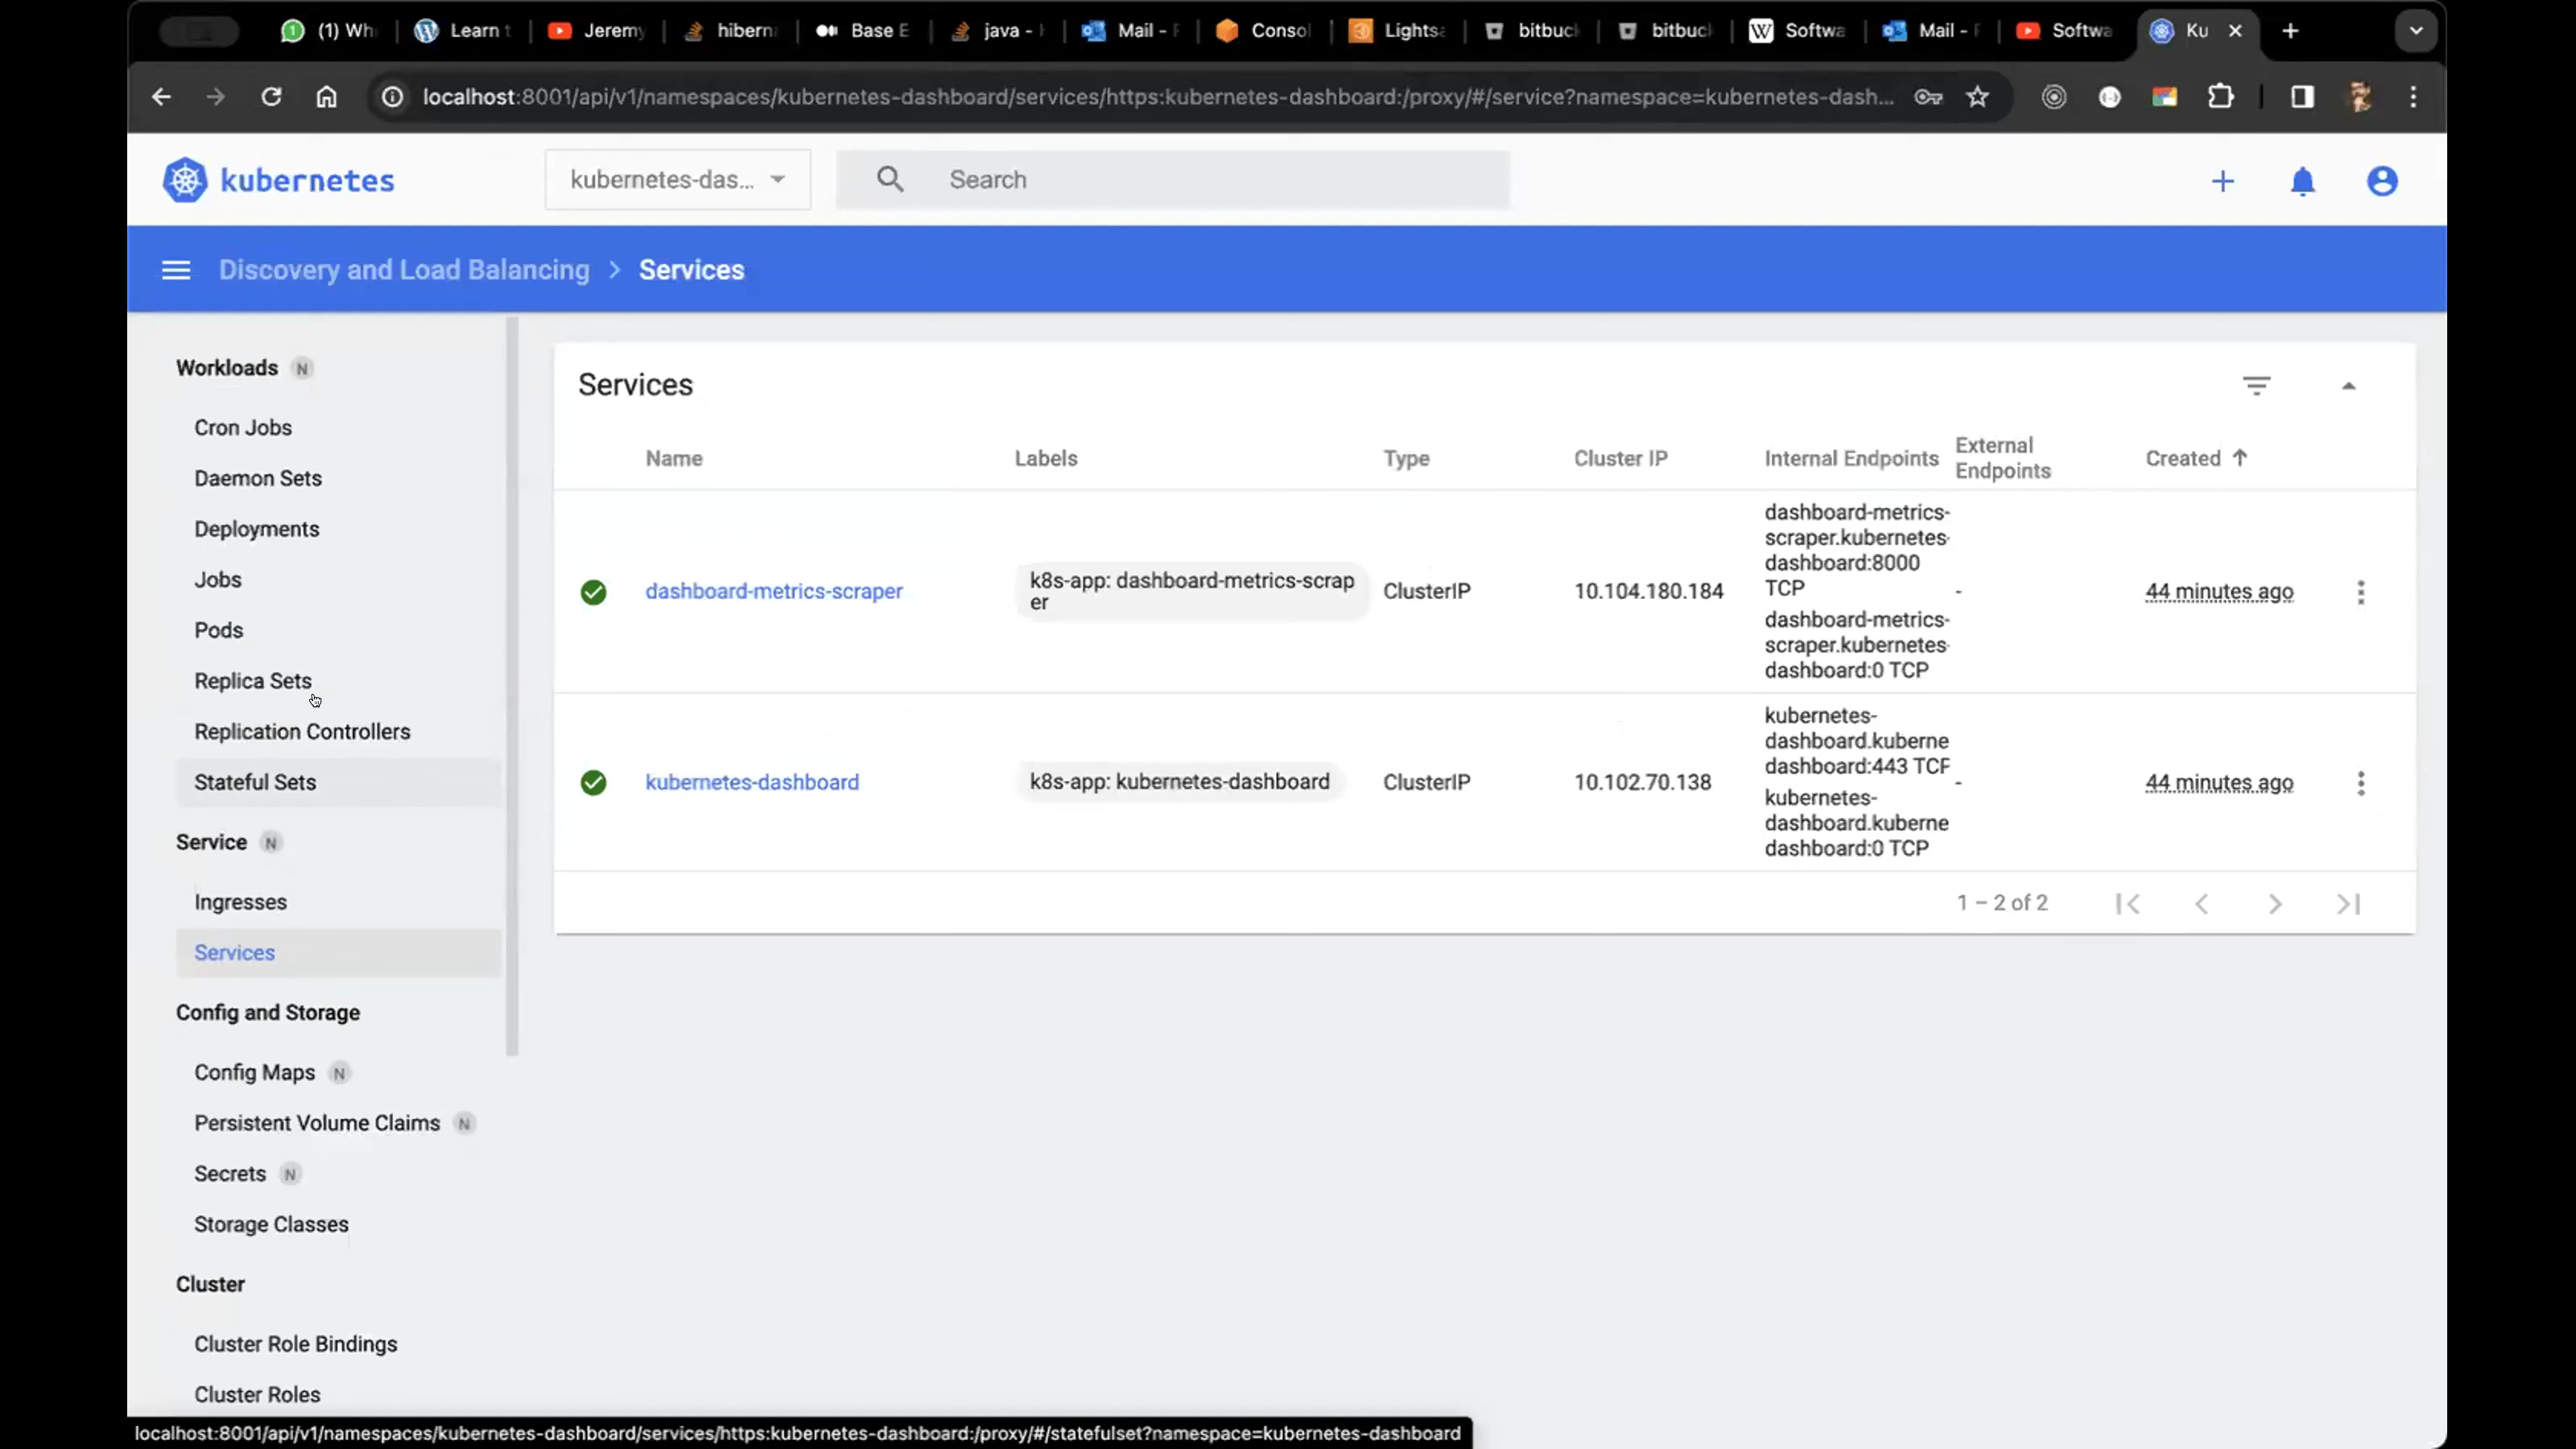 (1) Wh
Learn t
Jeremy
hibern
Base E
java -
Mail -
Conso
Lights
bitbuc
bitbuc
Softwa
Mail -
Softwa
Ku
localhost:8001/api/v1/namespaces/kubernetes-dashboard/services/https:kubernetes-dashboard:/proxy/#/service?namespace=kubernetes-dash...
kubernetes
kubernetes-das...
Search
Discovery and Load Balancing > Services
Workloads N
Cron Jobs
Daemon Sets
Deployments
Jobs
Pods
Replica Sets
Replication Controllers
Stateful Sets
Service N
Ingresses
Services
Config and Storage
Config Maps N
Persistent Volume Claims N
Secrets N
Storage Classes
Cluster
Cluster Role Bindings
Cluster Roles
Services
Name Labels Type Cluster IP Internal Endpoints External Endpoints Created
dashboard-metrics-scraper
k8s-app: dashboard-metrics-scrap
er
ClusterIP
10.104.180.184
dashboard-metrics-
scraper.kubernetes-
dashboard:8000
TCP
dashboard-metrics-
scraper.kubernetes-
dashboard:0 TCP
-
44 minutes ago
kubernetes-dashboard
k8s-app: kubernetes-dashboard
ClusterIP
10.102.70.138
kubernetes-
dashboard.kuberne
dashboard:443 TCP
kubernetes-
dashboard.kuberne
dashboard:0 TCP
-
44 minutes ago
1 – 2 of 2
localhost:8001/api/v1/namespaces/kubernetes-dashboard/services/https:kubernetes-dashboard:/proxy/#/statefulset?namespace=kubernetes-dashboard